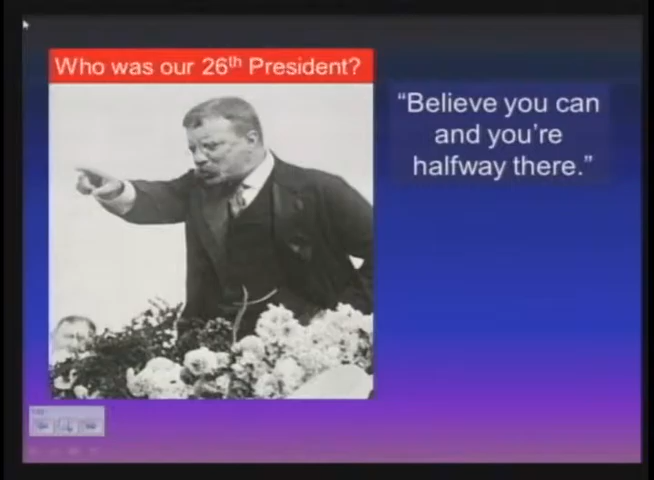 Who was our 26th President?
“Believe you can
and you’re
halfway there.”